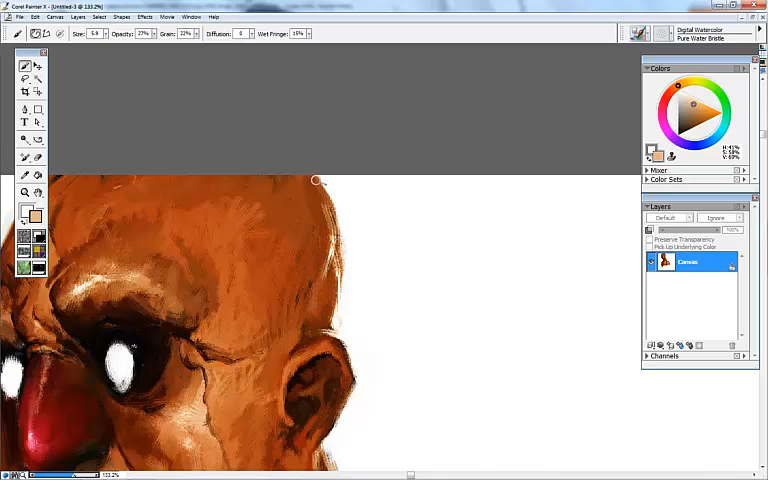 Corel Painter X - [Untitled-3 @ 133.2%]
File Edit Canvas Layers Select Shapes Effects Movie Window Help
Size: 5.9 Opacity: 27% Grain: 22% Diffusion: 0 Wet Fringe: 15%
Digital Watercolor
Pure Water Bristle
Colors
H: 41%
S: 58%
V: 69%
Mixer
Color Sets
Layers
Default Ignore
100%
Preserve Transparency
Pick Up Underlying Color
Canvas
Channels
T
133.2%